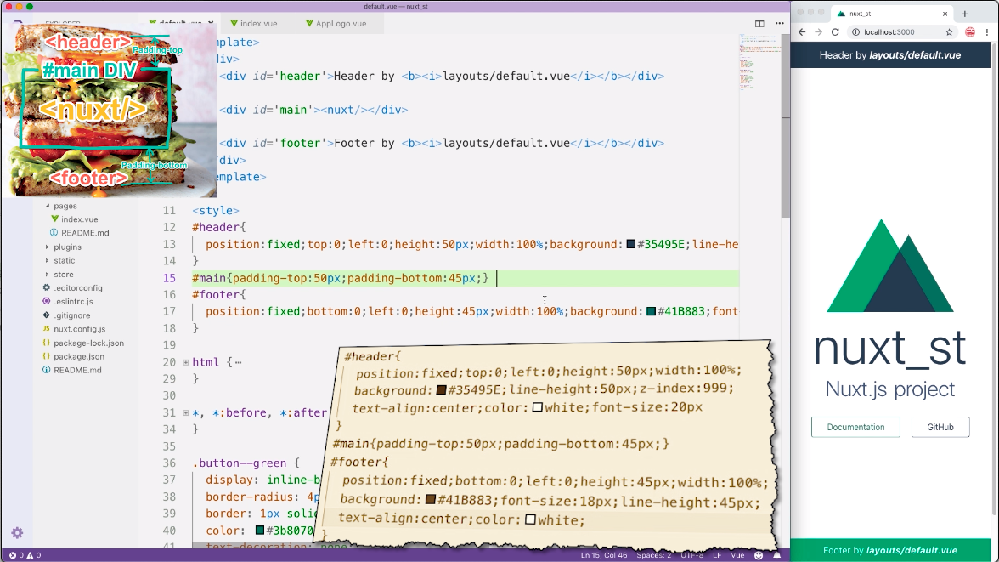 default.vue — nuxt_st
EXPLORER
default.vue
index.vue
AppLogo.vue
<header>
Padding-top
#main DIV
<nuxt/>
Padding-bottom
<footer>
mplate>
div>
<div id='header'>Header by <b><i>layouts/default.vue</i></b></div>
<div id='main'><nuxt/></div>
<div id='footer'>Footer by <b><i>layouts/default.vue</i></b></div>
/div>
emplate>
pages
index.vue
README.md
plugins
static
store
.editorconfig
.eslintrc.js
.gitignore
nuxt.config.js
package-lock.json
package.json
README.md
11 <style>
12 #header{
13 position:fixed;top:0;left:0;height:50px;width:100%;background:#35495E;line-he
14 }
15 #main{padding-top:50px;padding-bottom:45px;}
16 #footer{
17 position:fixed;bottom:0;left:0;height:45px;width:100%;background:#41B883;font
18 }
19
20 html {⋯
29 }
30
31 *, *:before, *:after
34 }
35
36 .button--green {
37 display: inline-b
38 border-radius: 4p
39 border: 1px solid
40 color: #3b8070
41 text-decoration: none
#header{
position:fixed;top:0;left:0;height:50px;width:100%;
background:#35495E;line-height:50px;z-index:999;
text-align:center;color:white;font-size:20px
}
#main{padding-top:50px;padding-bottom:45px;}
#footer{
position:fixed;bottom:0;left:0;height:45px;width:100%;
background:#41B883;font-size:18px;line-height:45px;
text-align:center;color:white;
}
0 0
Ln 15, Col 46
Spaces: 2
UTF-8
LF
Vue
nuxt_st
localhost:3000
Header by layouts/default.vue
nuxt_st
Nuxt.js project
Documentation
GitHub
Footer by layouts/default.vue